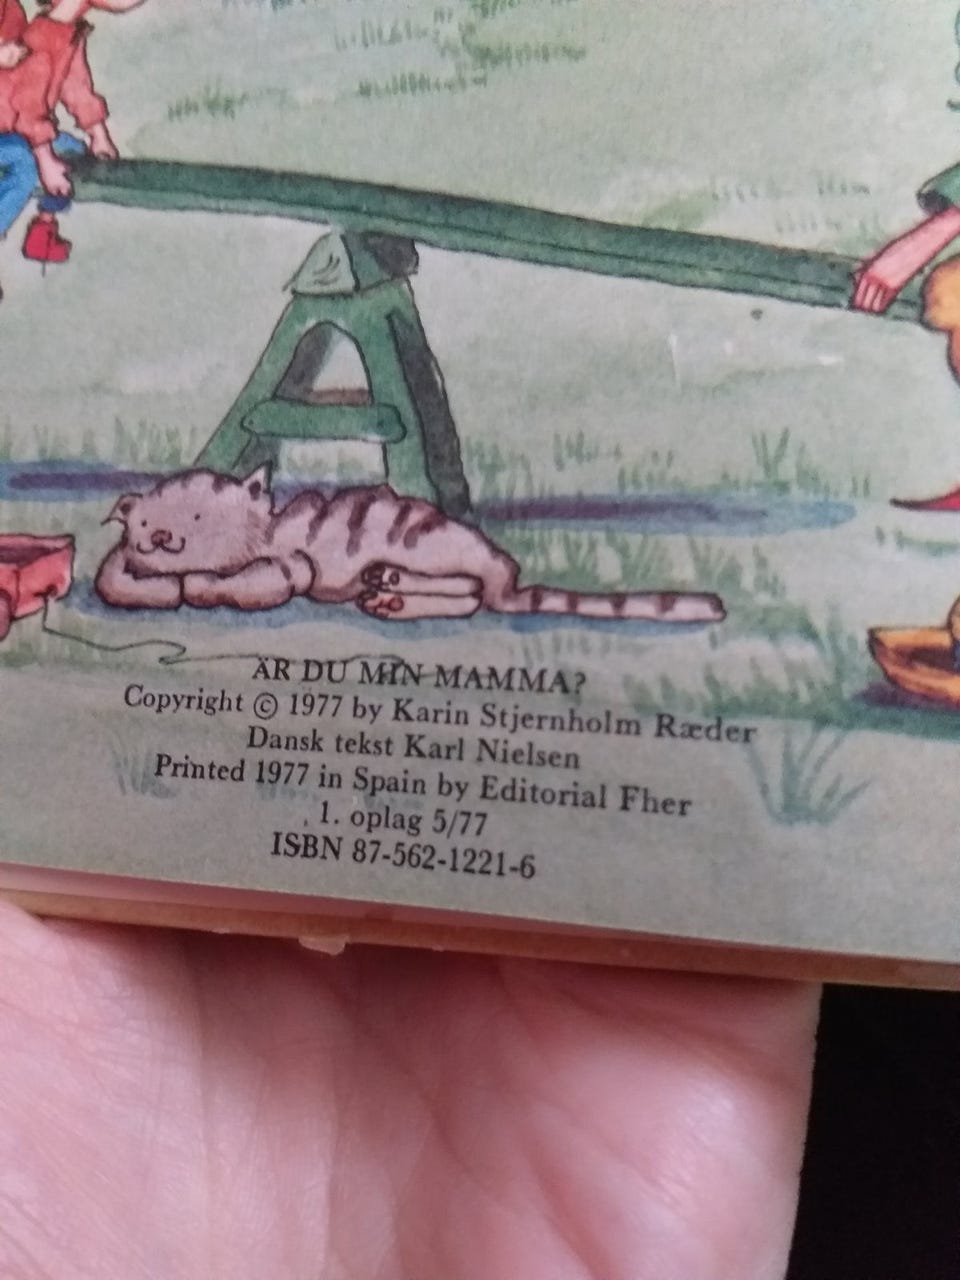 ÄR DU MIN MAMMA?
Copyright © 1977 by Karin Stjernholm Ræder
Dansk tekst Karl Nielsen
Printed 1977 in Spain by Editorial Fher
1. oplag 5/77
ISBN 87-562-1221-6